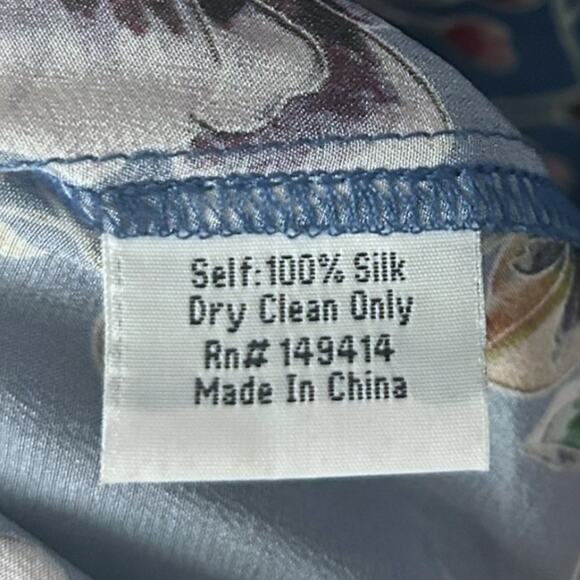 Self:100% Silk
Dry Clean Only
Rn# 149414
Made In China